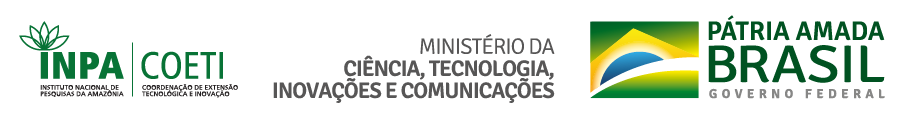 INPA
INSTITUTO NACIONAL DE
PESQUISAS DA AMAZÔNIA
COETI
COORDENAÇÃO DE EXTENSÃO
TECNOLÓGICA E INOVAÇÃO
MINISTÉRIO DA
CIÊNCIA, TECNOLOGIA,
INOVAÇÕES E COMUNICAÇÕES
PÁTRIA AMADA
BRASIL
GOVERNO FEDERAL